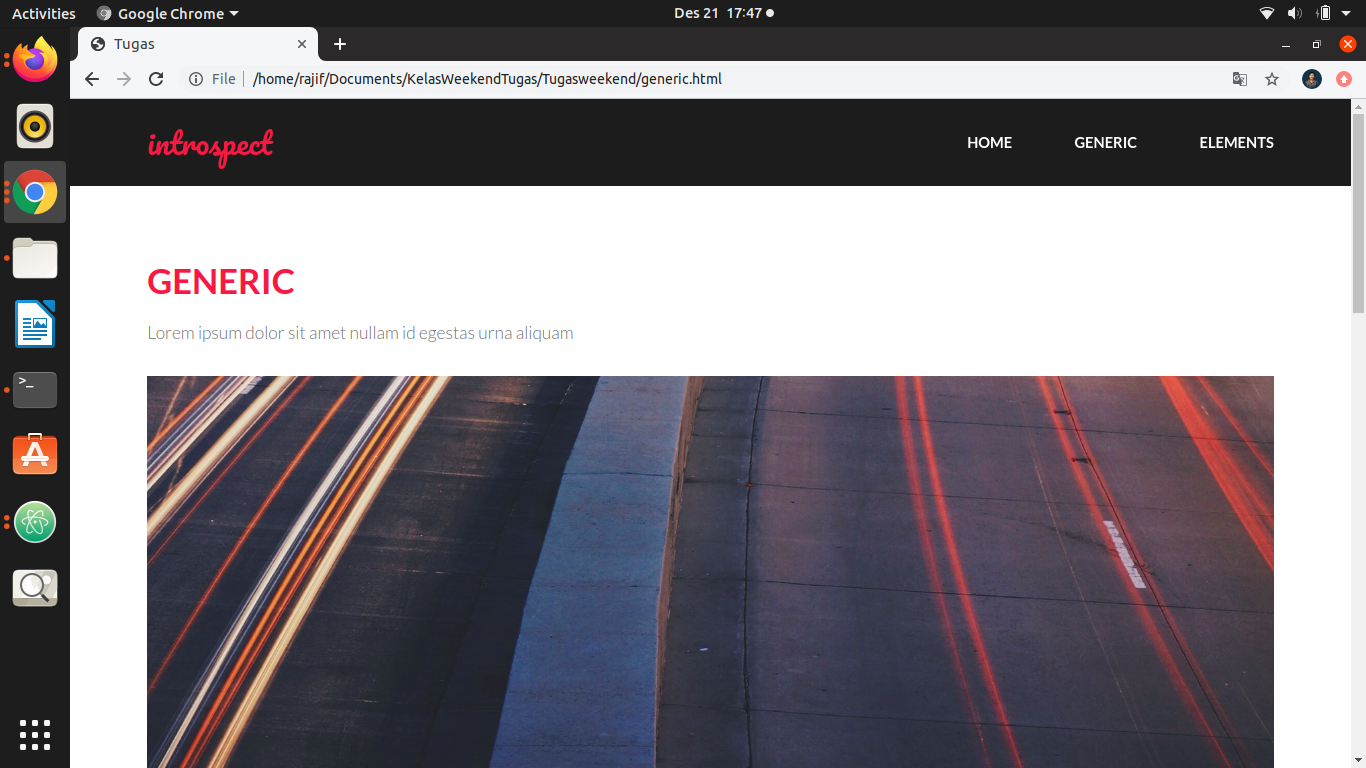 Activities Google Chrome Des 21 17:47
Tugas
File /home/rajif/Documents/KelasWeekendTugas/Tugasweekend/generic.html
introspect HOME GENERIC ELEMENTS
GENERIC
Lorem ipsum dolor sit amet nullam id egestas urna aliquam
>_